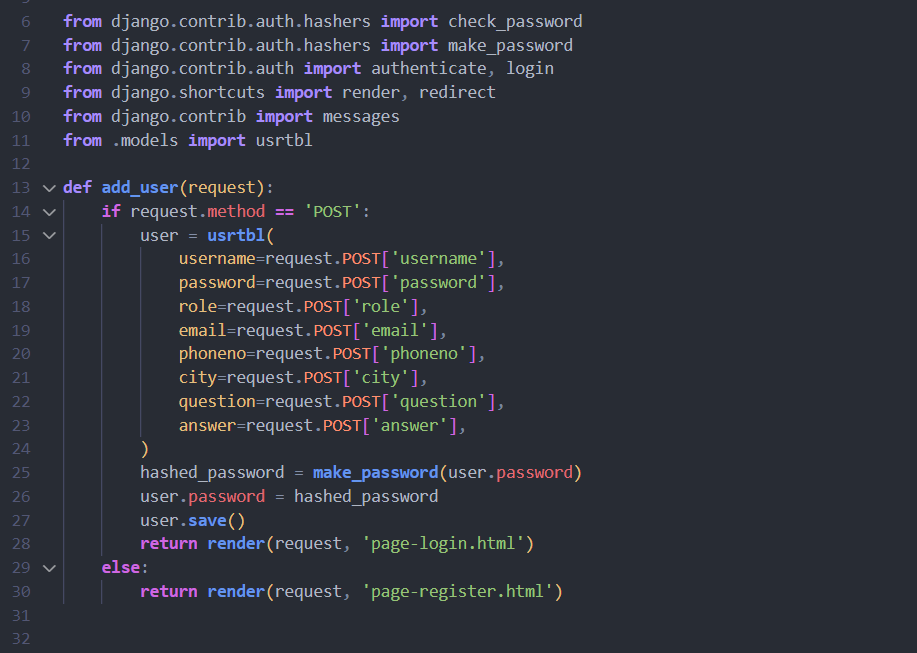 6 from django.contrib.auth.hashers import check_password
7 from django.contrib.auth.hashers import make_password
8 from django.contrib.auth import authenticate, login
9 from django.shortcuts import render, redirect
10 from django.contrib import messages
11 from .models import usrtbl
12
13 def add_user(request):
14     if request.method == 'POST':
15         user = usrtbl(
16             username=request.POST['username'],
17             password=request.POST['password'],
18             role=request.POST['role'],
19             email=request.POST['email'],
20             phoneno=request.POST['phoneno'],
21             city=request.POST['city'],
22             question=request.POST['question'],
23             answer=request.POST['answer'],
24         )
25         hashed_password = make_password(user.password)
26         user.password = hashed_password
27         user.save()
28         return render(request, 'page-login.html')
29     else:
30         return render(request, 'page-register.html')
31
32